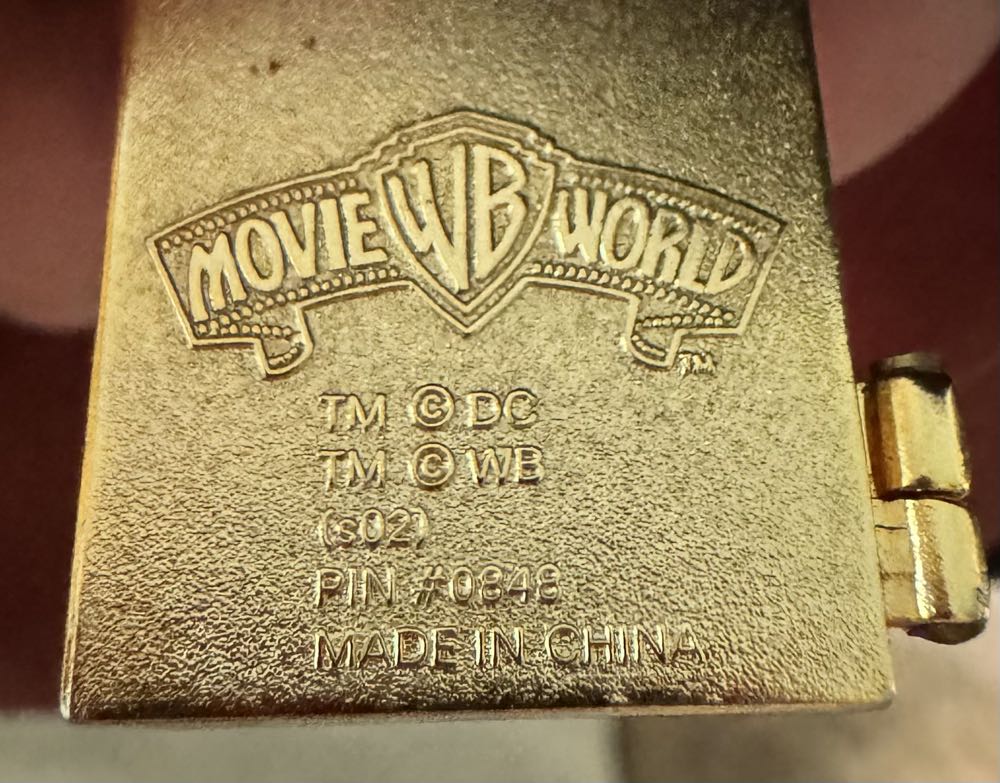 MOVIE WB WORLD TM
TM © DC
TM © WB
(s02)
PIN #0848
MADE IN CHINA